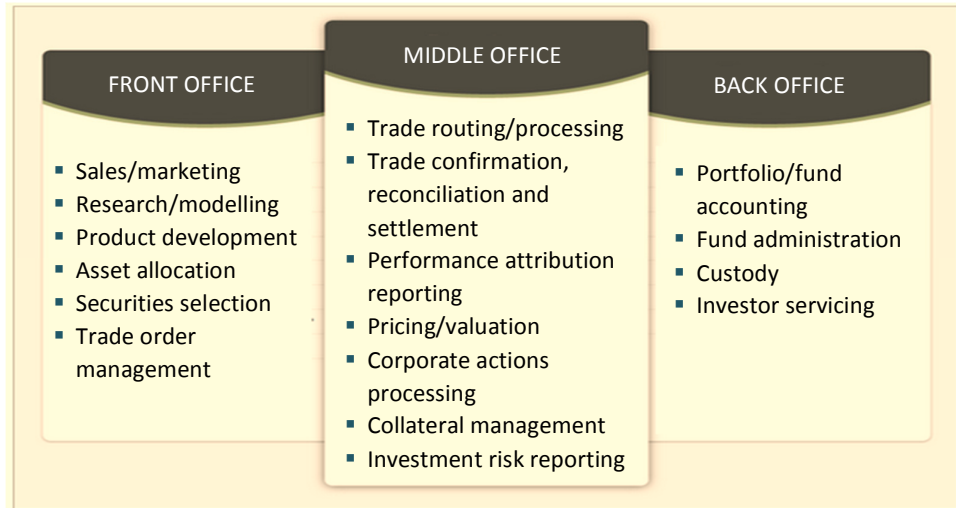 FRONT OFFICE
▪ Sales/marketing
▪ Research/modelling
▪ Product development
▪ Asset allocation
▪ Securities selection
▪ Trade order
management
MIDDLE OFFICE
▪ Trade routing/processing
▪ Trade confirmation,
reconciliation and
settlement
▪ Performance attribution
reporting
▪ Pricing/valuation
▪ Corporate actions
processing
▪ Collateral management
▪ Investment risk reporting
BACK OFFICE
▪ Portfolio/fund
accounting
▪ Fund administration
▪ Custody
▪ Investor servicing